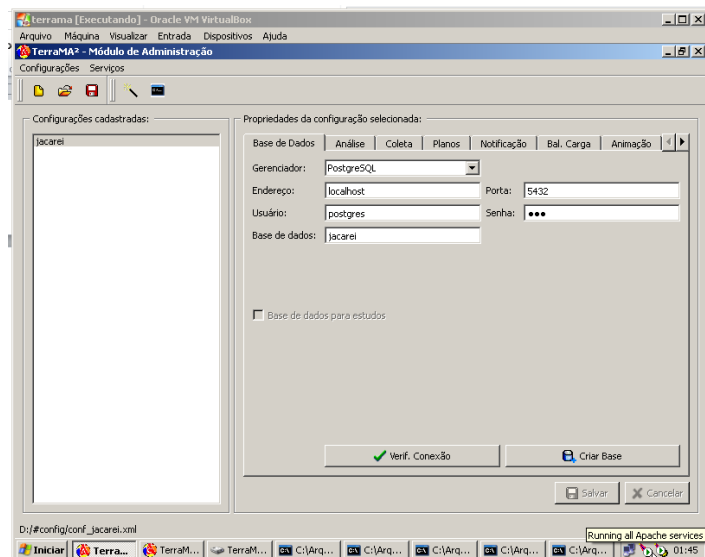 terrama [Executando] - Oracle VM VirtualBox
Arquivo Máquina Visualizar Entrada Dispositivos Ajuda
TerraMA² - Módulo de Administração
Configurações Serviços
Configurações cadastradas:
jacarei
Propriedades da configuração selecionada:
Base de Dados Análise Coleta Planos Notificação Bal. Carga Animação
Gerenciador: PostgreSQL
Endereço: localhost Porta: 5432
Usuário: postgres Senha: •••
Base de dados: jacarei
Base de dados para estudos
Verif. Conexão Criar Base
Salvar Cancelar
D:/#config/conf_jacarei.xml
Running all Apache services
Iniciar Terra... TerraM... TerraM... C:\Arq... C:\Arq... C:\Arq... C:\Arq... C:\Arq... 01:45